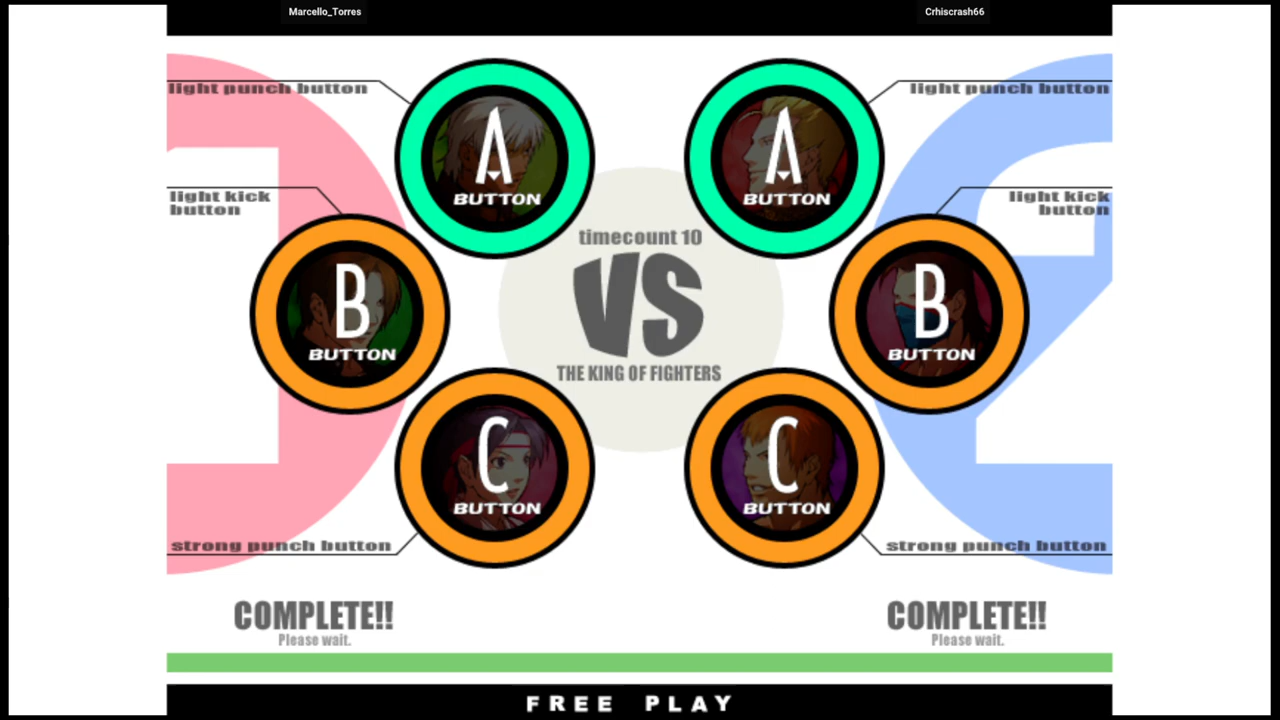 Marcello_Torres
Crhiscrash66
light punch button
light punch button
A
BUTTON
A
BUTTON
light kick
button
light kick
button
timecount 10
VS
THE KING OF FIGHTERS
B
BUTTON
B
BUTTON
C
BUTTON
C
BUTTON
strong punch button
strong punch button
COMPLETE!!
Please wait.
COMPLETE!!
Please wait.
FREE PLAY